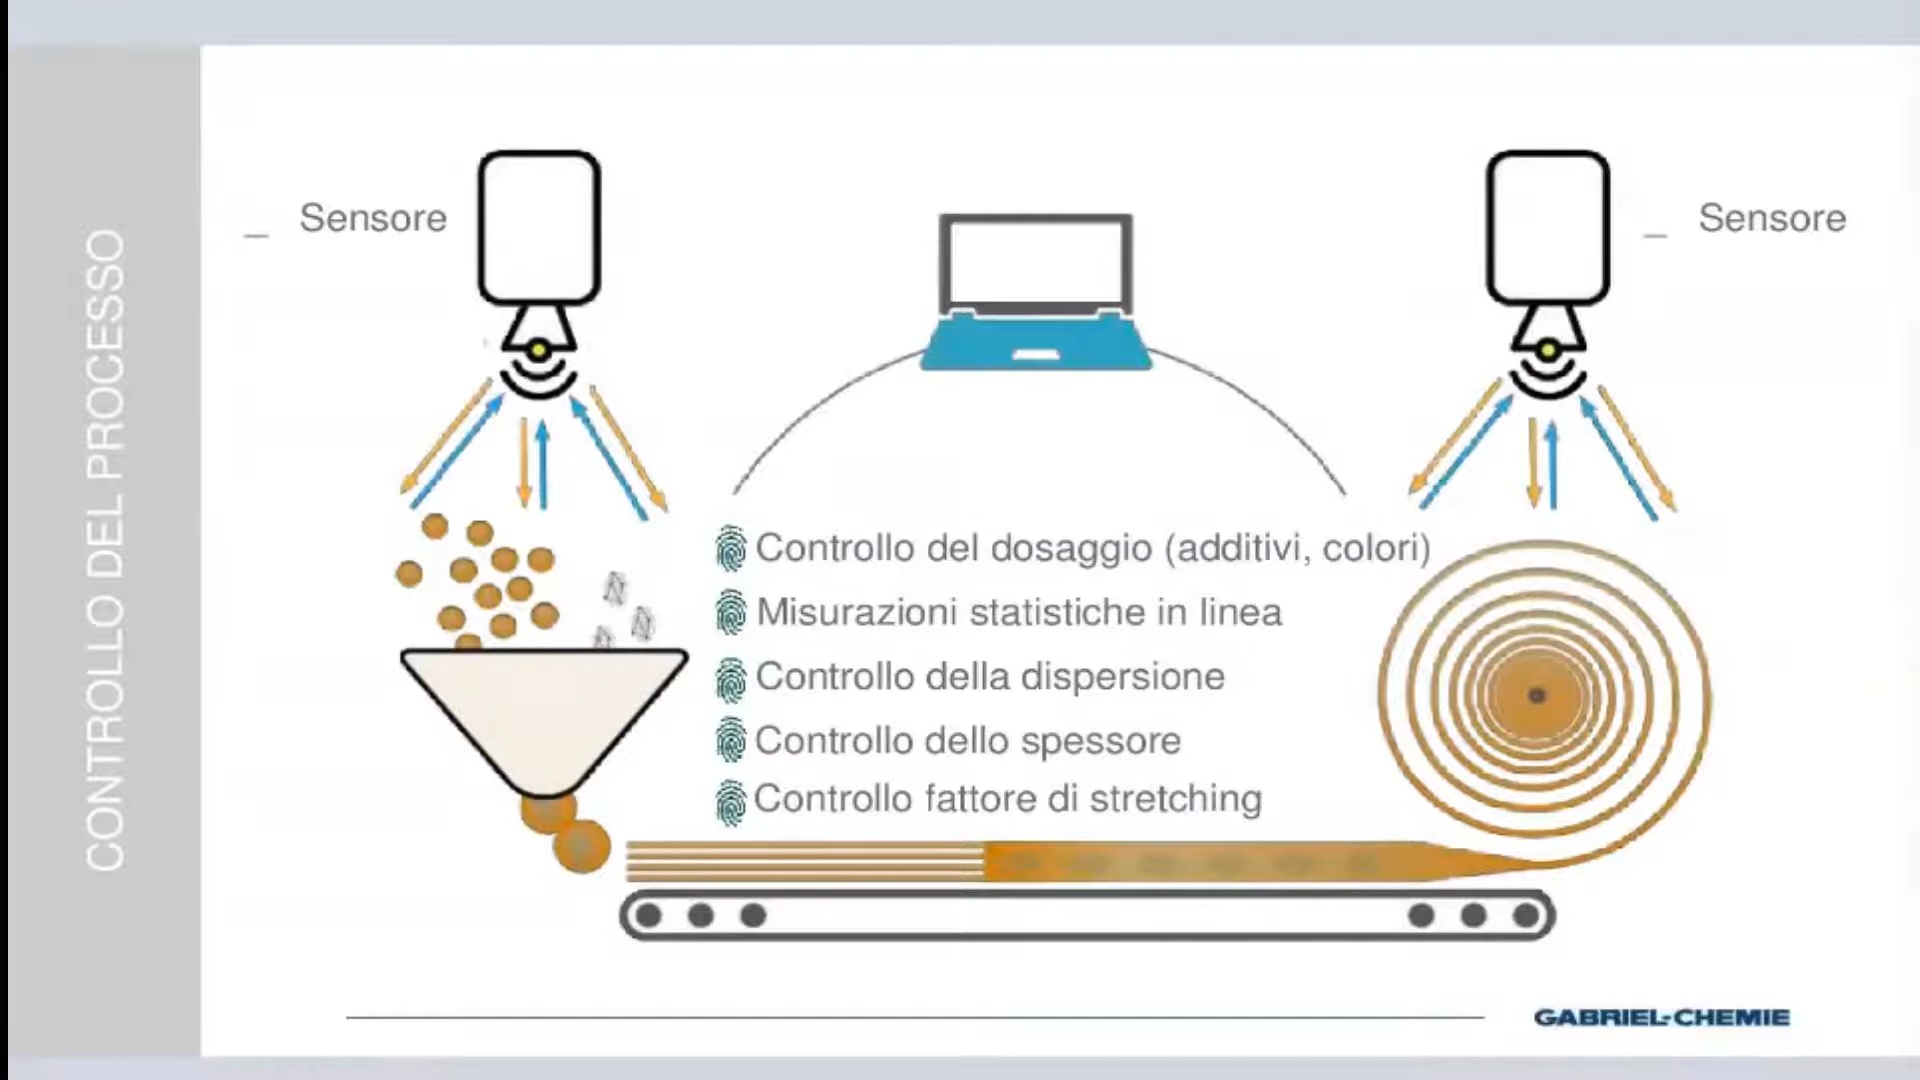 CONTROLLO DEL PROCESSO
_ Sensore
_ Sensore
Controllo del dosaggio (additivi, colori)
Misurazioni statistiche in linea
Controllo della dispersione
Controllo dello spessore
Controllo fattore di stretching
GABRIEL-CHEMIE